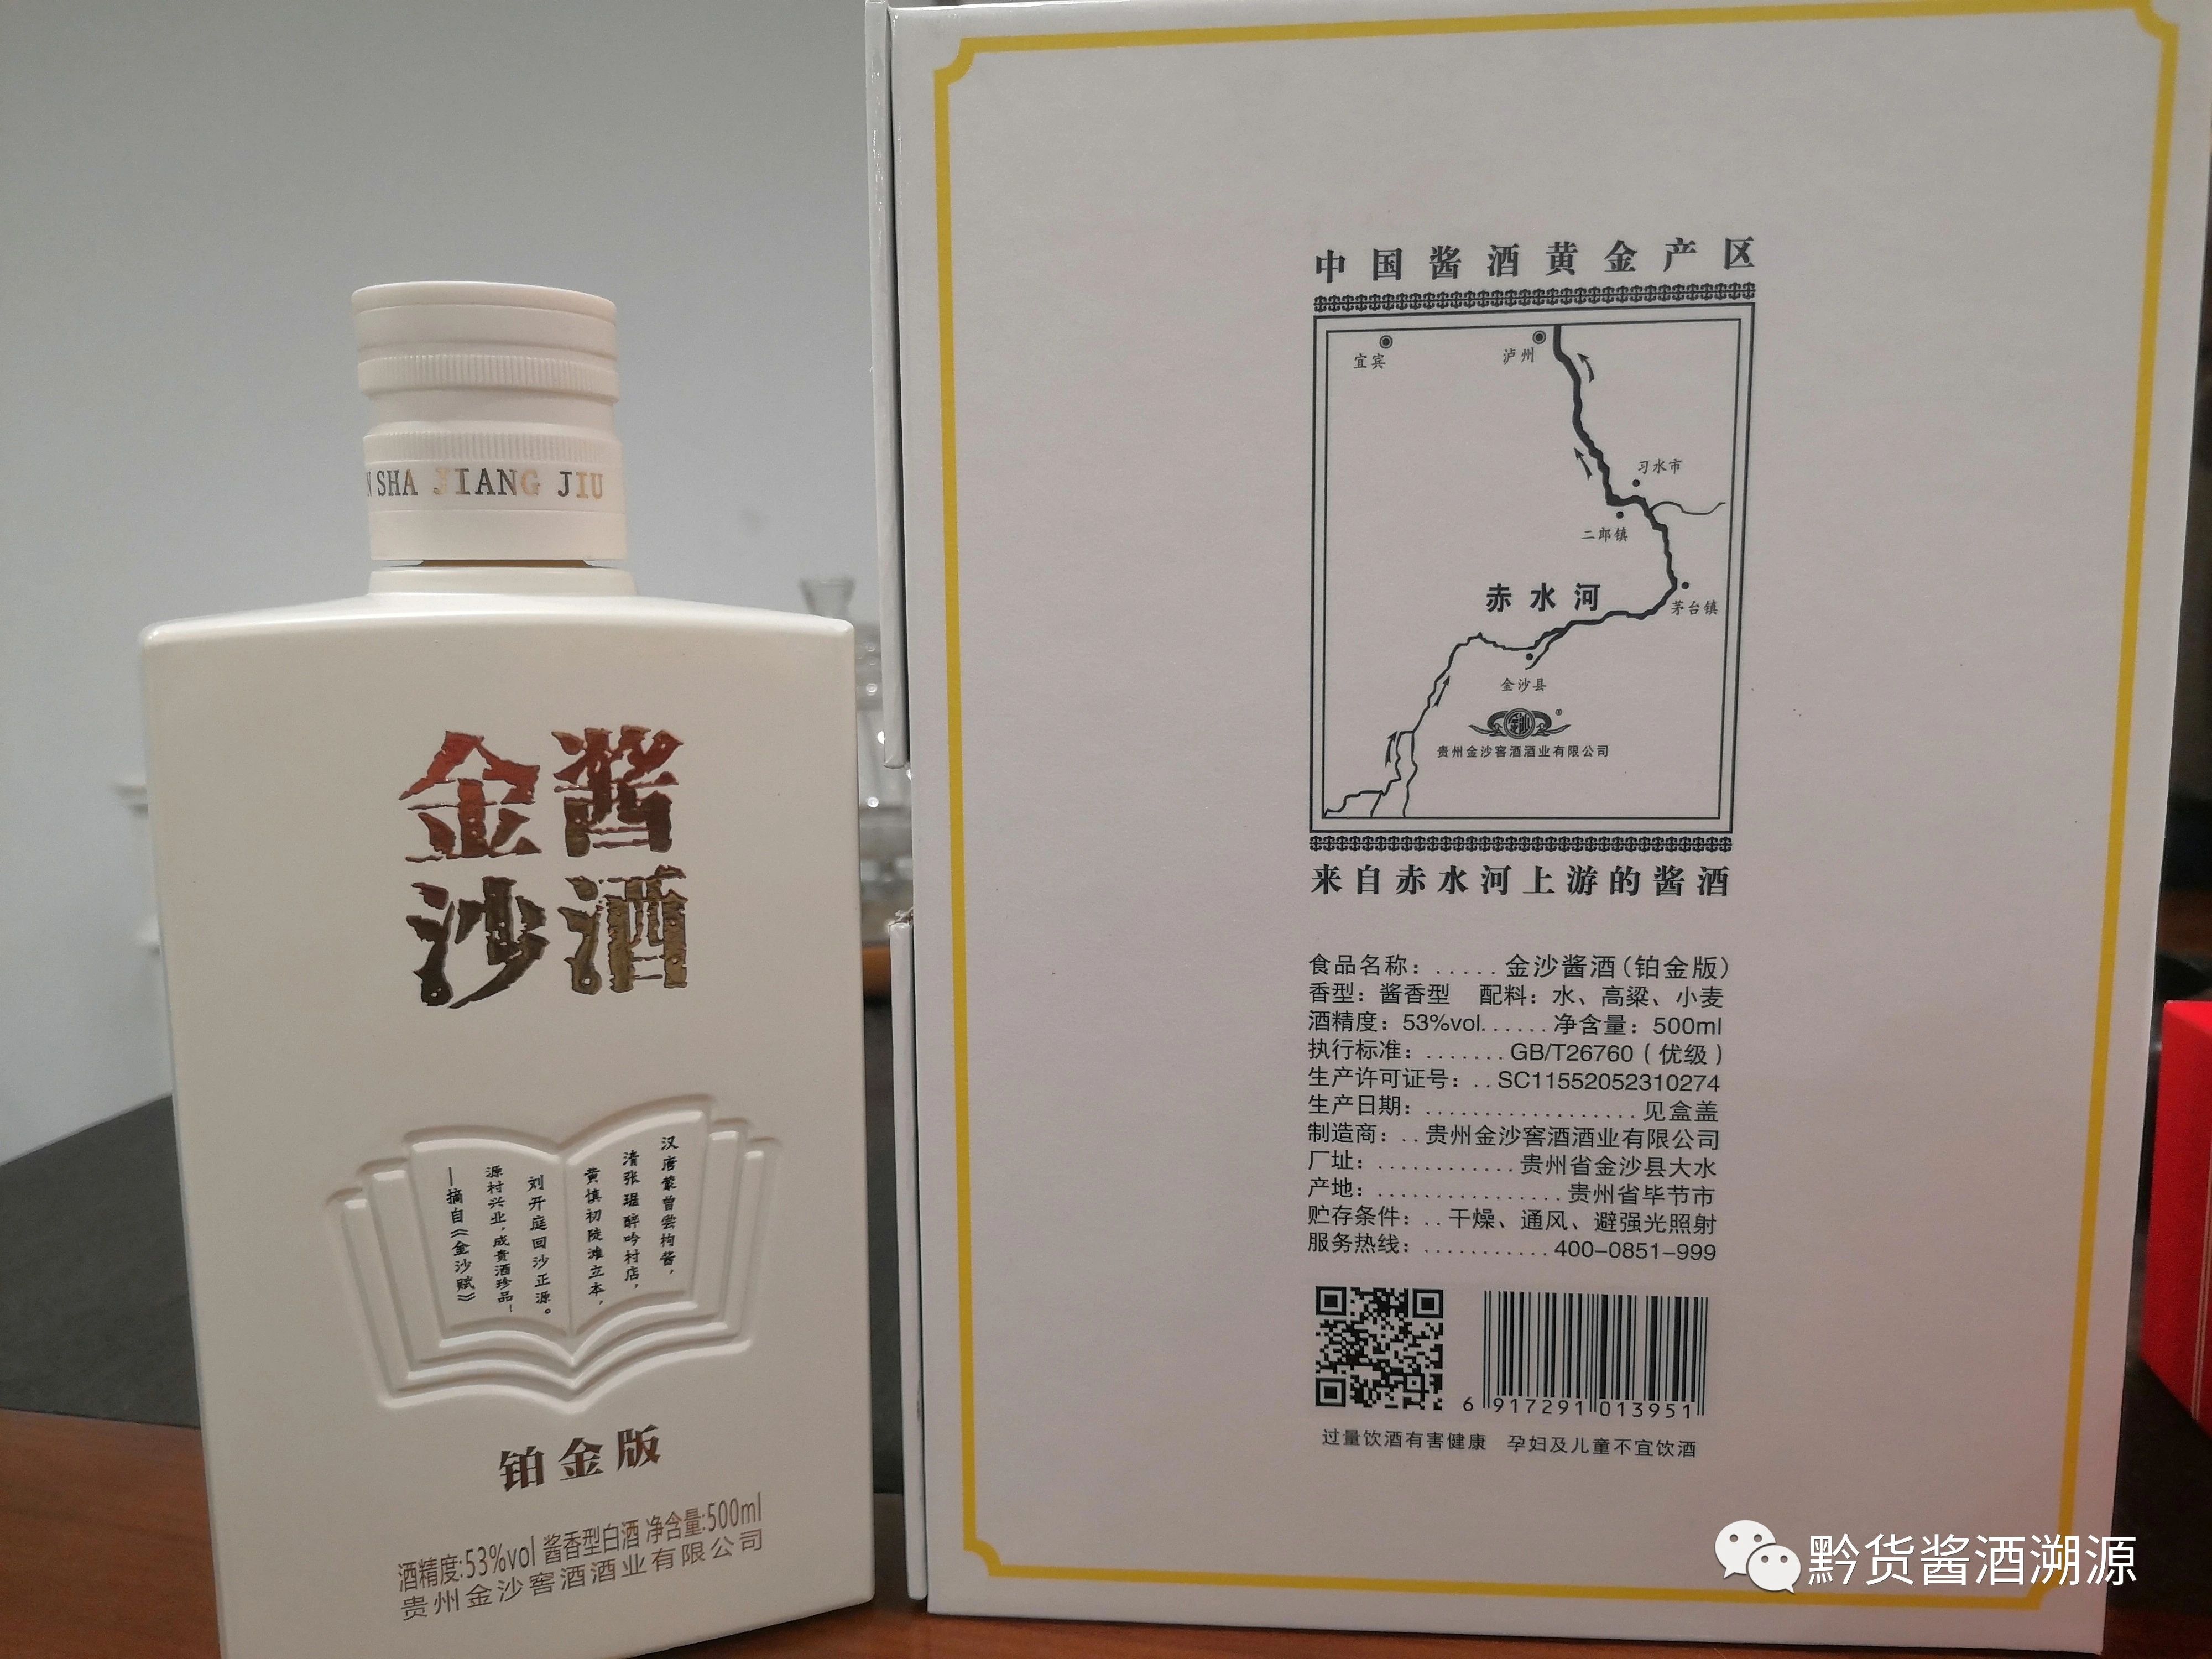 N SHA JIANG JIU
金沙
酱酒
汉唐蒙曾尝枸酱，
清张琚醉吟村店，
黄慎初陡滩立本，
刘开庭回沙正源。
源村兴业，成贵酒珍品！
—摘自《金沙赋》
铂金版
酒精度:53%vol 酱香型白酒 净含量:500ml
贵州金沙窖酒酒业有限公司
中国酱酒黄金产区
宜宾
泸州
习水市
二郎镇
赤水河
茅台镇
金沙县
贵州金沙窖酒酒业有限公司
来自赤水河上游的酱酒
食品名称：.....金沙酱酒（铂金版）
香型：酱香型 配料：水、高粱、小麦
酒精度：53%vol......净含量：500ml
执行标准：.......GB/T26760（优级）
生产许可证号：..SC11552052310274
生产日期：..................见盒盖
制造商：..贵州金沙窖酒酒业有限公司
厂址：............贵州省金沙县大水
产地：................贵州省毕节市
贮存条件：..干燥、通风、避强光照射
服务热线：...........400-0851-999
6 917291 013951
过量饮酒有害健康 孕妇及儿童不宜饮酒
黔货酱酒溯源